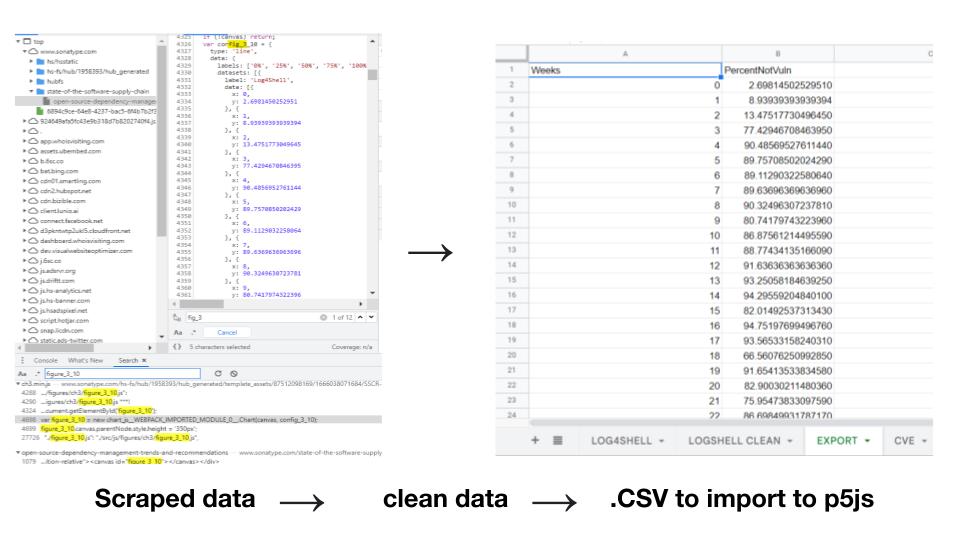 top
www.sonatype.com
hs/hsstatic
hs-fs/hub/1958393/hub_generated
hubfs
state-of-the-software-supply-chain
open-source-dependency-manage
6894c9ce-64e8-4237-bac5-6f4b7b2f3
924649afa5fc43e9b318d7b8202740f4.js
app.whoisvisiting.com
assets.ubembed.com
b.6sc.co
bat.bing.com
cdn01.smartling.com
cdn2.hubspot.net
cdn.bizible.com
client.lunio.ai
connect.facebook.net
d3pkntwtp2ukl5.cloudfront.net
dashboard.whoisvisiting.com
dev.visualwebsiteoptimizer.com
j.6sc.co
js.adsrvr.org
js.driftt.com
js.hs-analytics.net
js.hs-banner.com
js.hsadspixel.net
script.hotjar.com
snap.licdn.com
static.ads-twitter.com
4325 if (!canvas) return;
4326 var config_3_10 = {
4327 type: 'line',
4328 data: {
4329 labels: ['0%', '25%', '50%', '75%', '100%
4330 datasets: [{
4331 label: 'Log4Shell',
4332 data: [{
4333 x: 0,
4334 y: 2.69814502529​51
4335 }, {
4336 x: 1,
4337 y: 8.93939393939394
4338 }, {
4339 x: 2,
4340 y: 13.4751773049645
4341 }, {
4342 x: 3,
4343 y: 77.4294670846395
4344 }, {
4345 x: 4,
4346 y: 90.4856952761144
4347 }, {
4348 x: 5,
4349 y: 89.7570850202429
4350 }, {
4351 x: 6,
4352 y: 89.1129032258064
4353 }, {
4354 x: 7,
4355 y: 89.6369636963696
4356 }, {
4357 x: 8,
4358 y: 90.3249630723781
4359 }, {
4360 x: 9,
4361 y: 80.7417974322396
fig_3
1 of 12
Aa .* Cancel
{} 5 characters selected Coverage: n/a
Console What's New Search ×
Aa .* figure_3_10
ch3.min.js — www.sonatype.com/hs-fs/hub/1958393/hub_generated/template_assets/87512098169/1666038071684/SSCR-
4288 .../figures/ch3/figure_3_10.js":
4290 ...igures/ch3/figure_3_10.js ***!
4324 ...cument.getElementById('figure_3_10');
4688 var figure_3_10 = new chart_js__WEBPACK_IMPORTED_MODULE_0__.Chart(canvas, config_3_10);
4689 figure_3_10.canvas.parentNode.style.height = '350px';
27726 "./figure_3_10.js": "./src/js/figures/ch3/figure_3_10.js",
open-source-dependency-management-trends-and-recommendations — www.sonatype.com/state-of-the-software-supply
1079 ...ition-relative"><canvas id="figure_3_10"></canvas></div>
→
A B C
1 Weeks PercentNotVuln
2 0 2.69814502529510
3 1 8.93939393939394
4 2 13.47517730496450
5 3 77.42946708463950
6 4 90.48569527611440
7 5 89.75708502024290
8 6 89.11290322580640
9 7 89.63696369636960
10 8 90.32496307237810
11 9 80.74179743223960
12 10 86.87561214495590
13 11 88.77434135166090
14 12 91.63636363636360
15 13 93.25058184639250
16 14 94.29559204840100
17 15 82.01492537313430
18 16 94.75197699496760
19 17 93.56533158240310
20 18 66.56076250992850
21 19 91.65413533834580
22 20 82.90030211480360
23 21 75.95473833097590
24 22 86.69849931787170
+ LOG4SHELL LOGSHELL CLEAN EXPORT CVE
Scraped data → clean data → .CSV to import to p5js